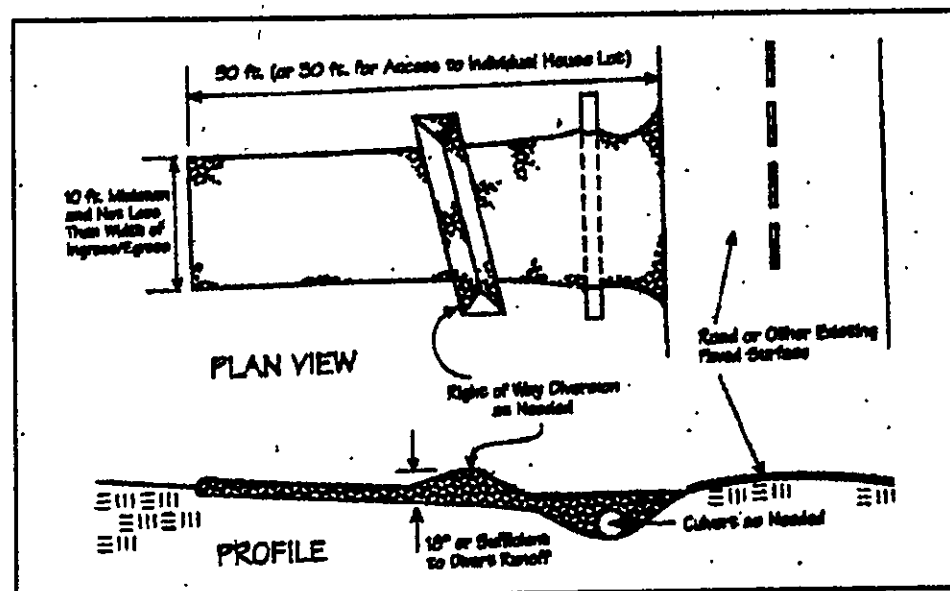 50 ft. (or 30 ft. for Access to Individual House Lot)
10 ft. Minimum
and Not Less
Than Width of
Ingress/Egress
PLAN VIEW
Right of Way Diversion
as Needed
Road or Other Existing
Paved Surface
Culvert as Needed
18" or Sufficient
to Divert Runoff
PROFILE